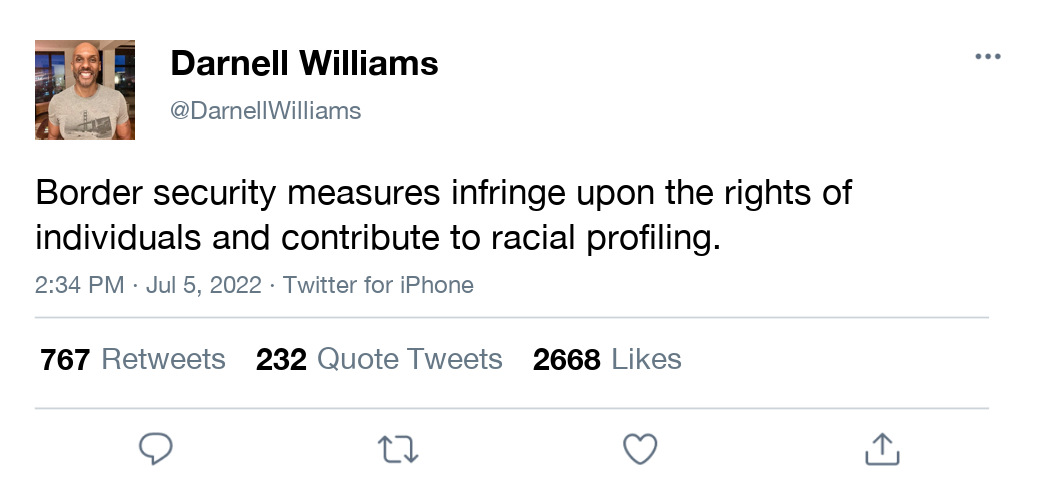 Darnell Williams
@DarnellWilliams
Border security measures infringe upon the rights of
individuals and contribute to racial profiling.
2:34 PM · Jul 5, 2022 · Twitter for iPhone
767 Retweets 232 Quote Tweets 2668 Likes